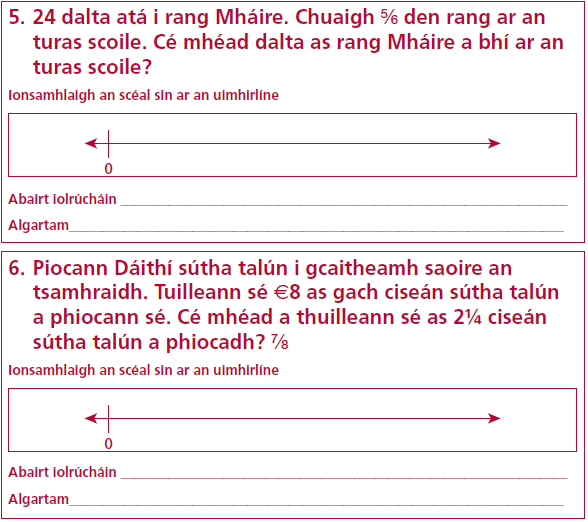 5. 24 dalta atá i rang Mháire. Chuaigh ⅚ den rang ar an
turas scoile. Cé mhéad dalta as rang Mháire a bhí ar an
turas scoile?
Ionsamhlaigh an scéal sin ar an uimhirlíne
0
Abairt iolrúcháin ___
Algartam___
6. Piocann Dáithí sútha talún i gcaitheamh saoire an
tsamhraidh. Tuilleann sé €8 as gach ciseán sútha talún
a phiocann sé. Cé mhéad a thuilleann sé as 2¼ ciseán
sútha talún a phiocadh? ⅞
Ionsamhlaigh an scéal sin ar an uimhirlíne
0
Abairt iolrúcháin ___
Algartam___